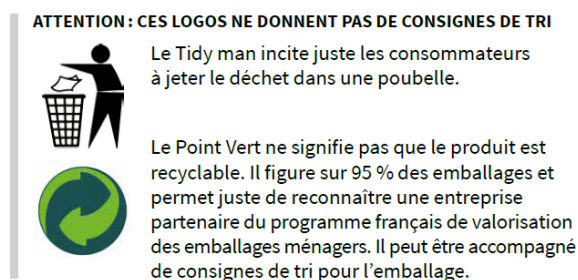 ATTENTION : CES LOGOS NE DONNENT PAS DE CONSIGNES DE TRI
Le Tidy man incite juste les consommateurs
à jeter le déchet dans une poubelle.
Le Point Vert ne signifie pas que le produit est
recyclable. Il figure sur 95 % des emballages et
permet juste de reconnaître une entreprise
partenaire du programme français de valorisation
des emballages ménagers. Il peut être accompagné
de consignes de tri pour l’emballage.